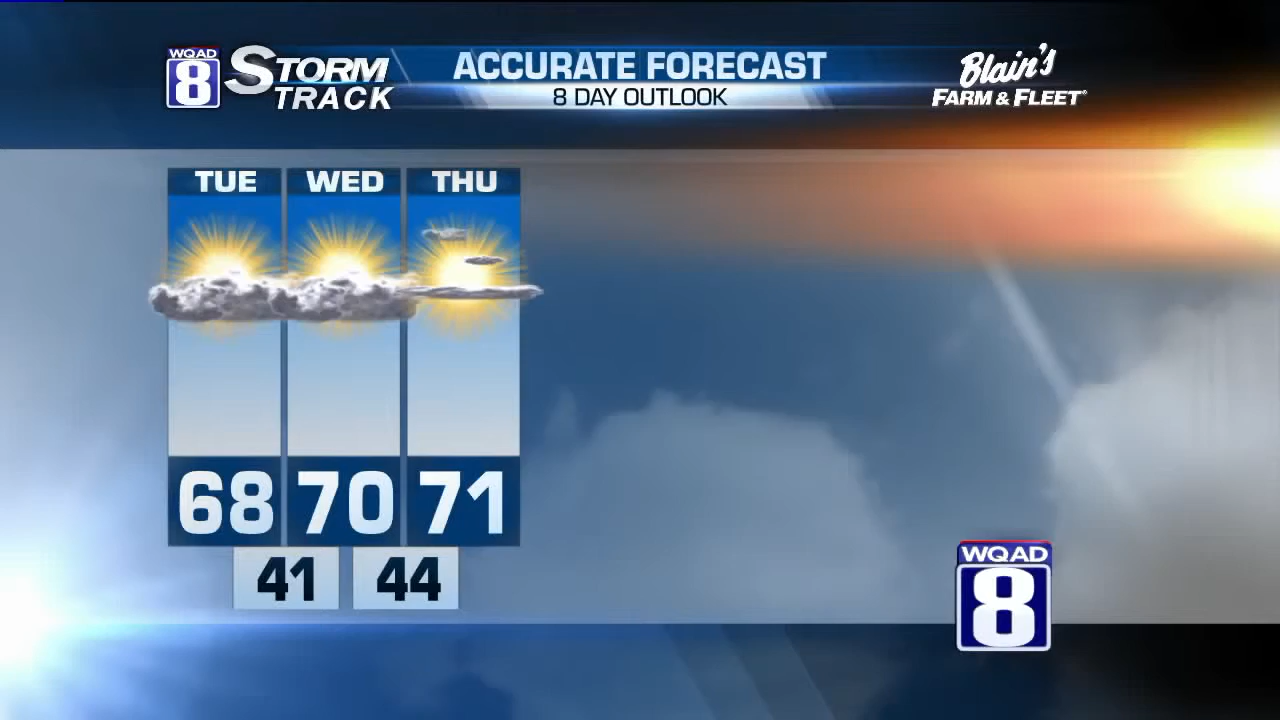 WQAD
8
STORM
TRACK
ACCURATE FORECAST
8 DAY OUTLOOK
Blain's
FARM & FLEET
TUE WED THU
68 70 71
41 44
WQAD
8